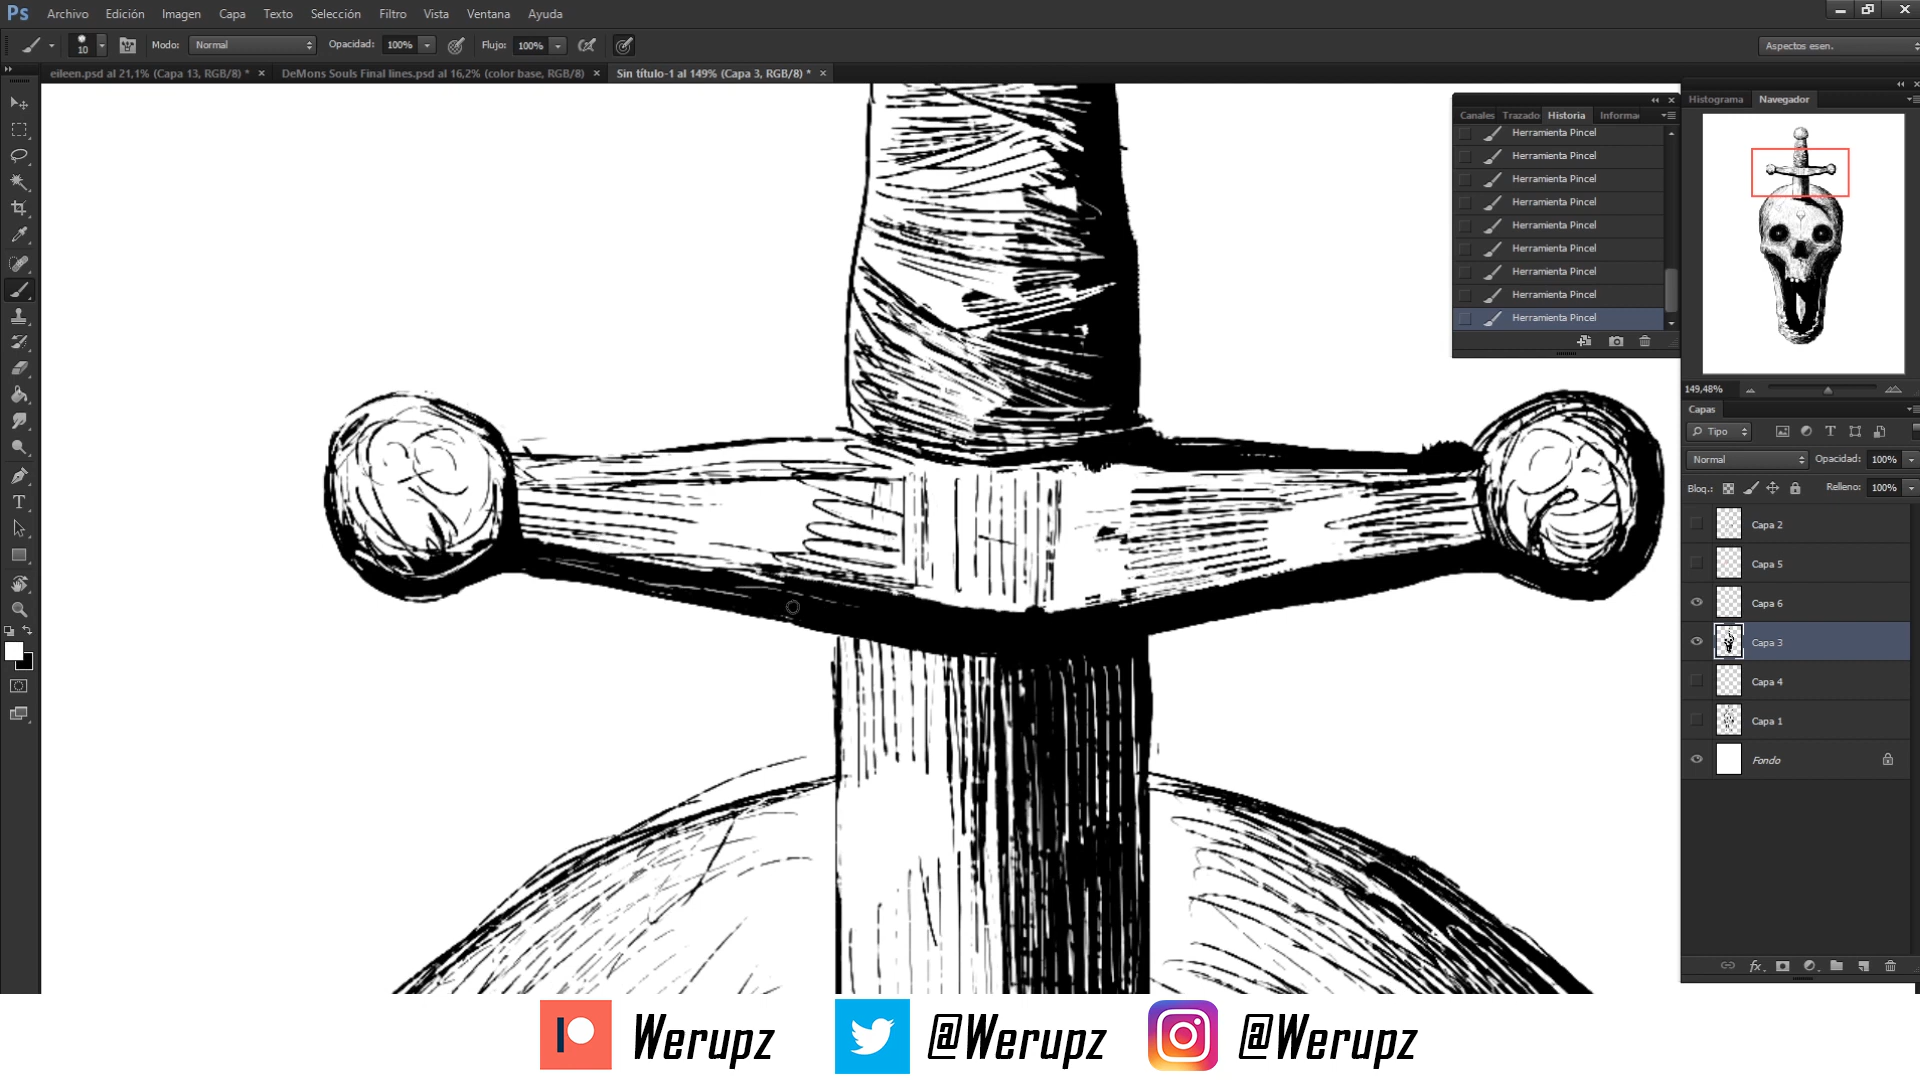 Ps Archivo Edición Imagen Capa Texto Selección Filtro Vista Ventana Ayuda
10 Modo: Normal Opacidad: 100% Flujo: 100% Aspectos esen.
eileen.psd al 21,1% (Capa 13, RGB/8) * × DeMons Souls Final lines.psd al 16,2% (color base, RGB/8) × Sin título-1 al 149% (Capa 3, RGB/8) * ×
Canales Trazado Historia Informa
Herramienta Pincel
Herramienta Pincel
Herramienta Pincel
Herramienta Pincel
Herramienta Pincel
Herramienta Pincel
Herramienta Pincel
Herramienta Pincel
Herramienta Pincel
Histograma Navegador
149,48%
Capas
Tipo
Normal Opacidad: 100%
Bloq.: Relleno: 100%
Capa 2
Capa 5
Capa 6
Capa 3
Capa 4
Capa 1
Fondo
fx
Werupz @Werupz @Werupz